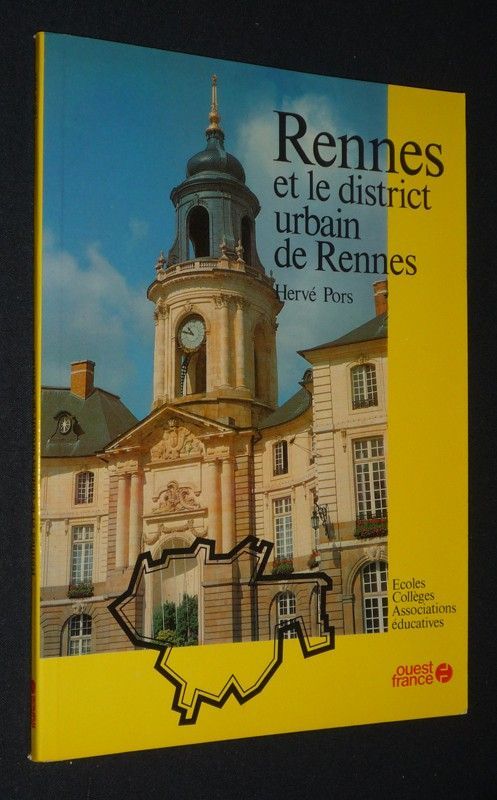 Rennes
et le district
urbain
de Rennes
Hervé Pors
Ecoles
Collèges
Associations
éducatives
ouest
france